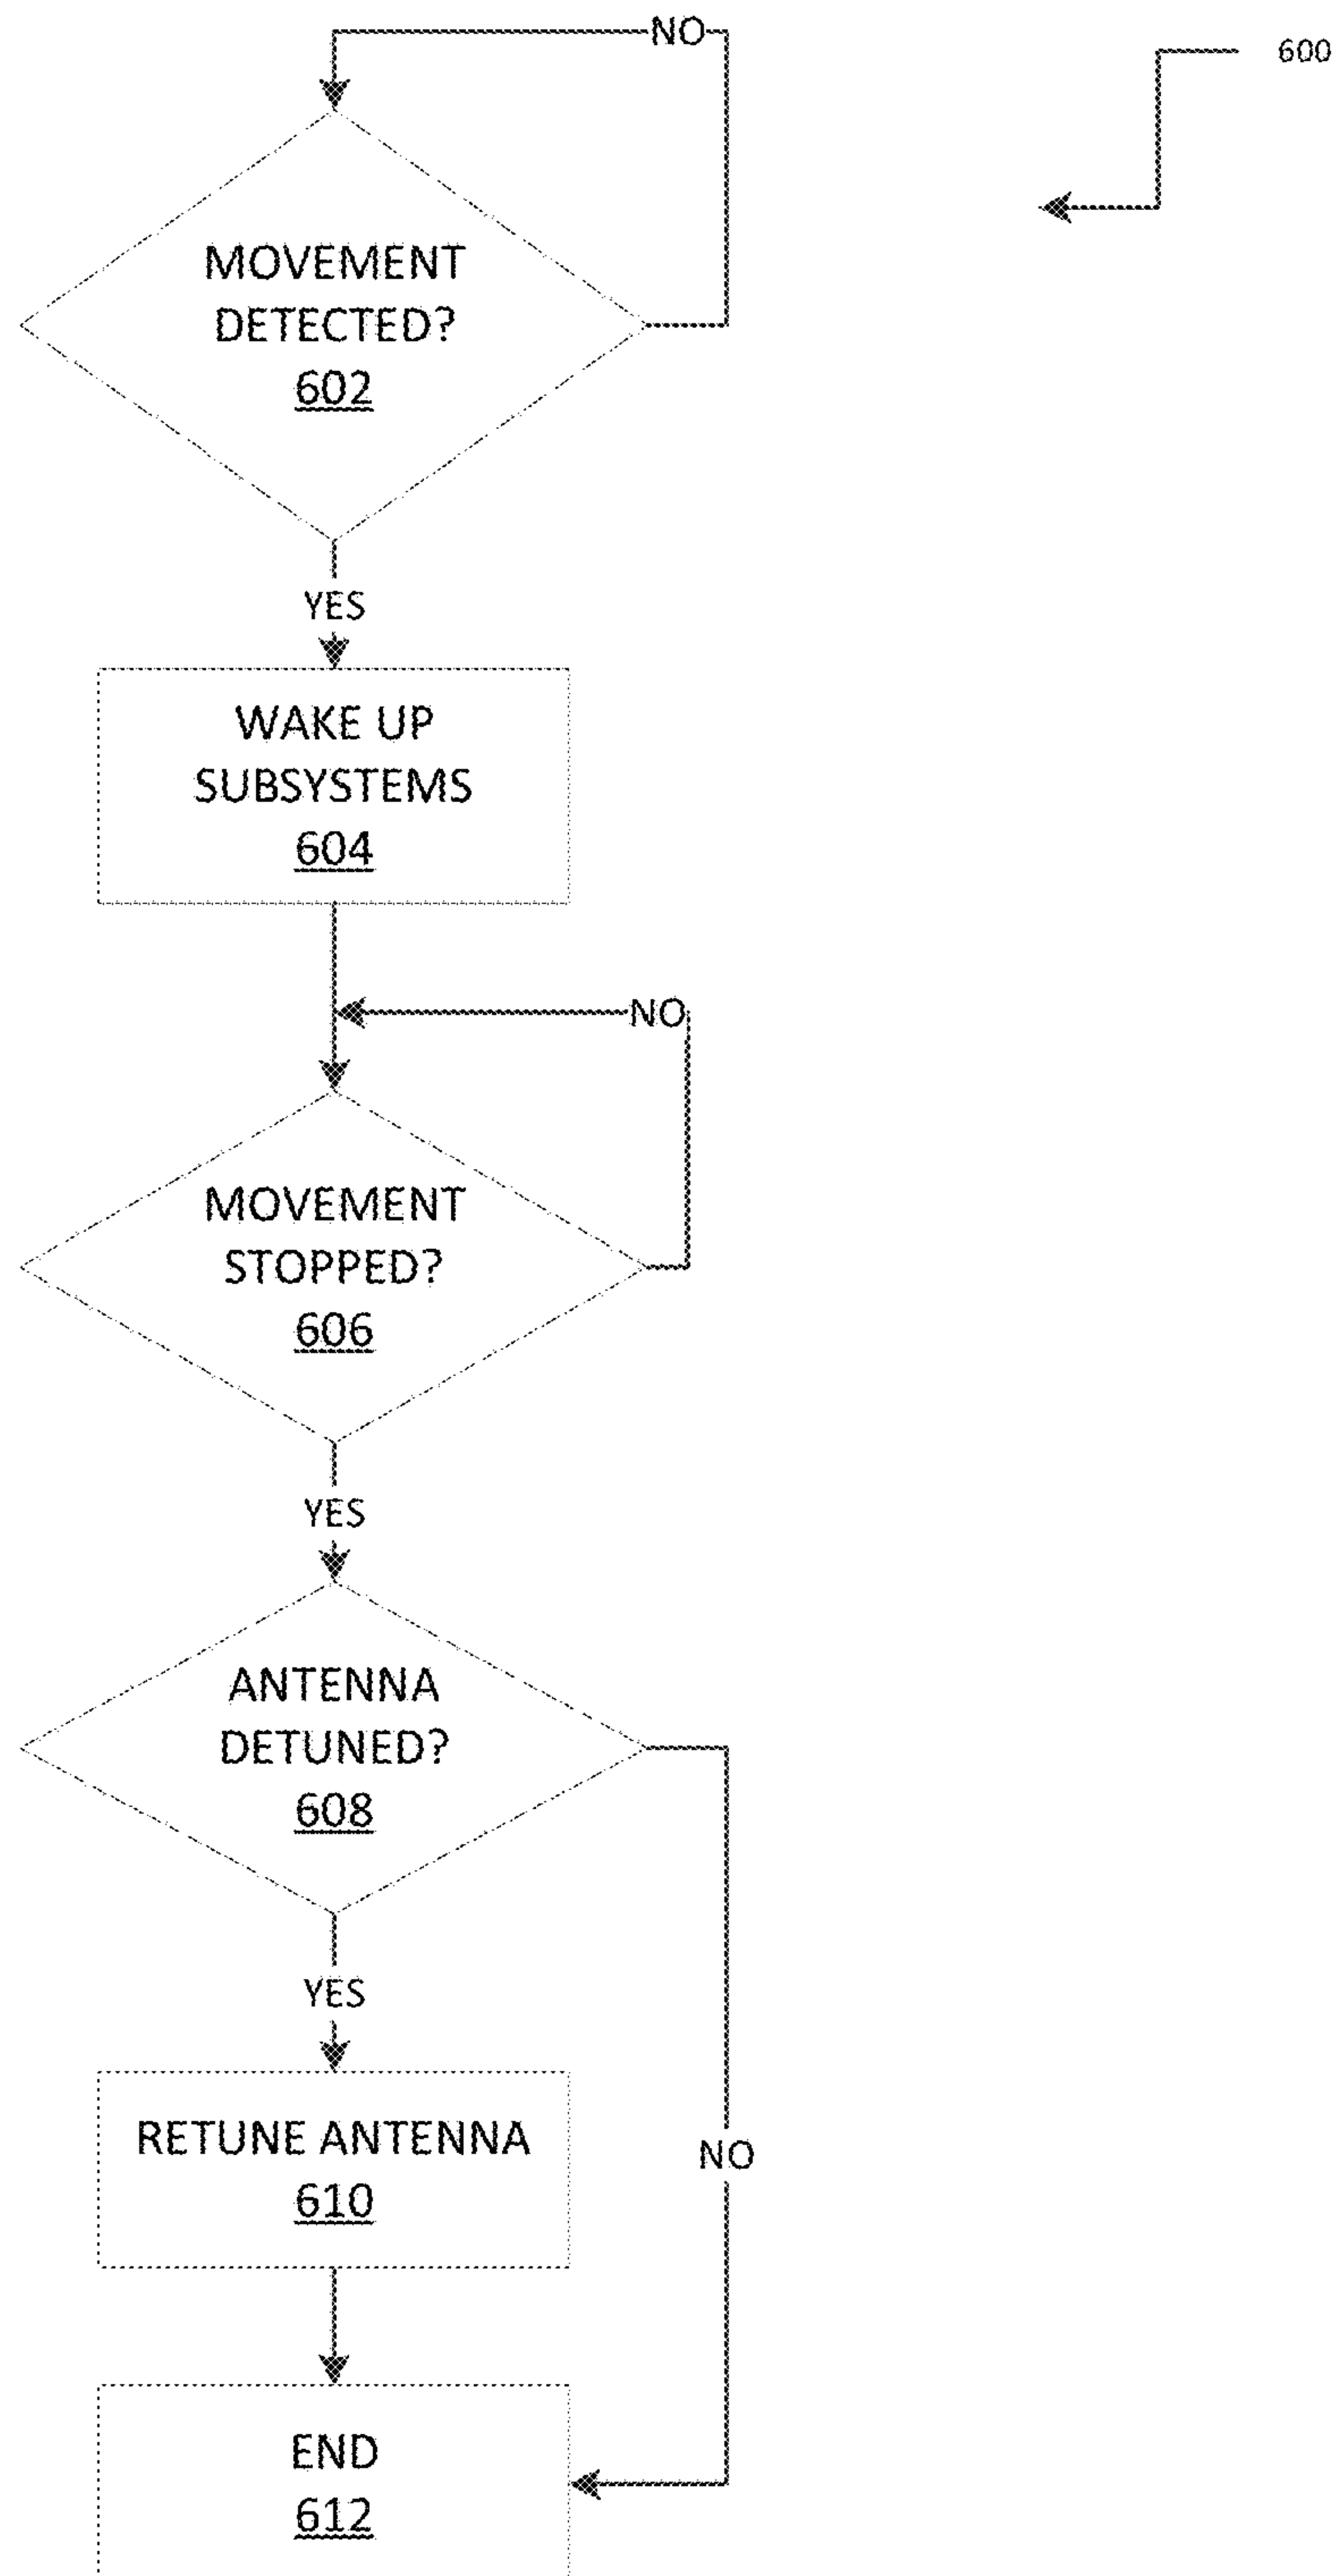 NO
600
MOVEMENT
DETECTED?
602
YES
WAKE UP
SUBSYSTEMS
604
NO
MOVEMENT
STOPPED?
606
YES
ANTENNA
DETUNED?
608
YES
RETUNE ANTENNA
610
NO
END
612